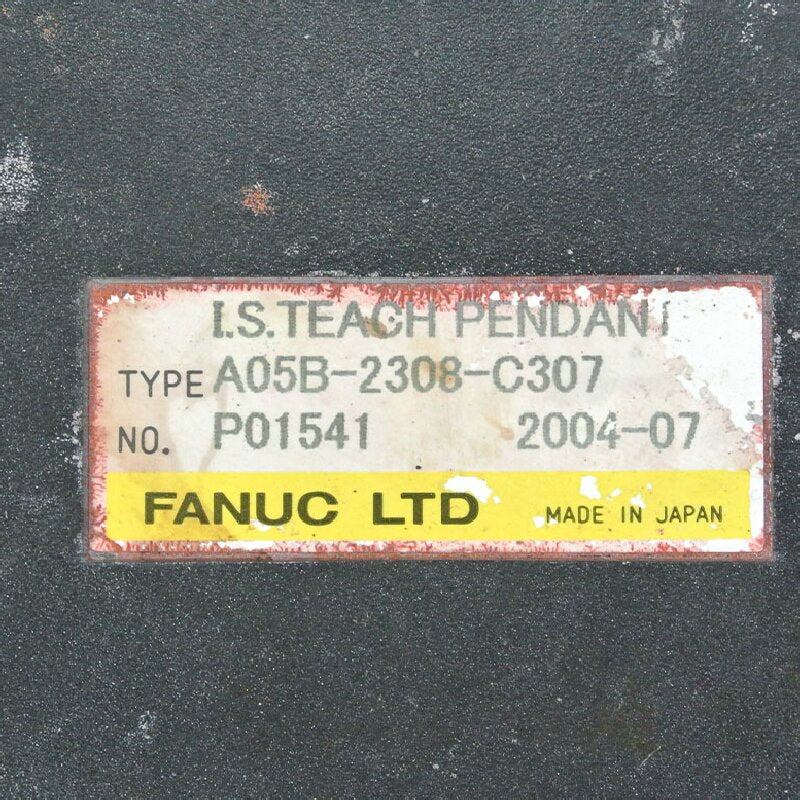 I.S.TEACH PENDANT
TYPE A05B-2308-C307
NO. P01541 2004-07
FANUC LTD MADE IN JAPAN